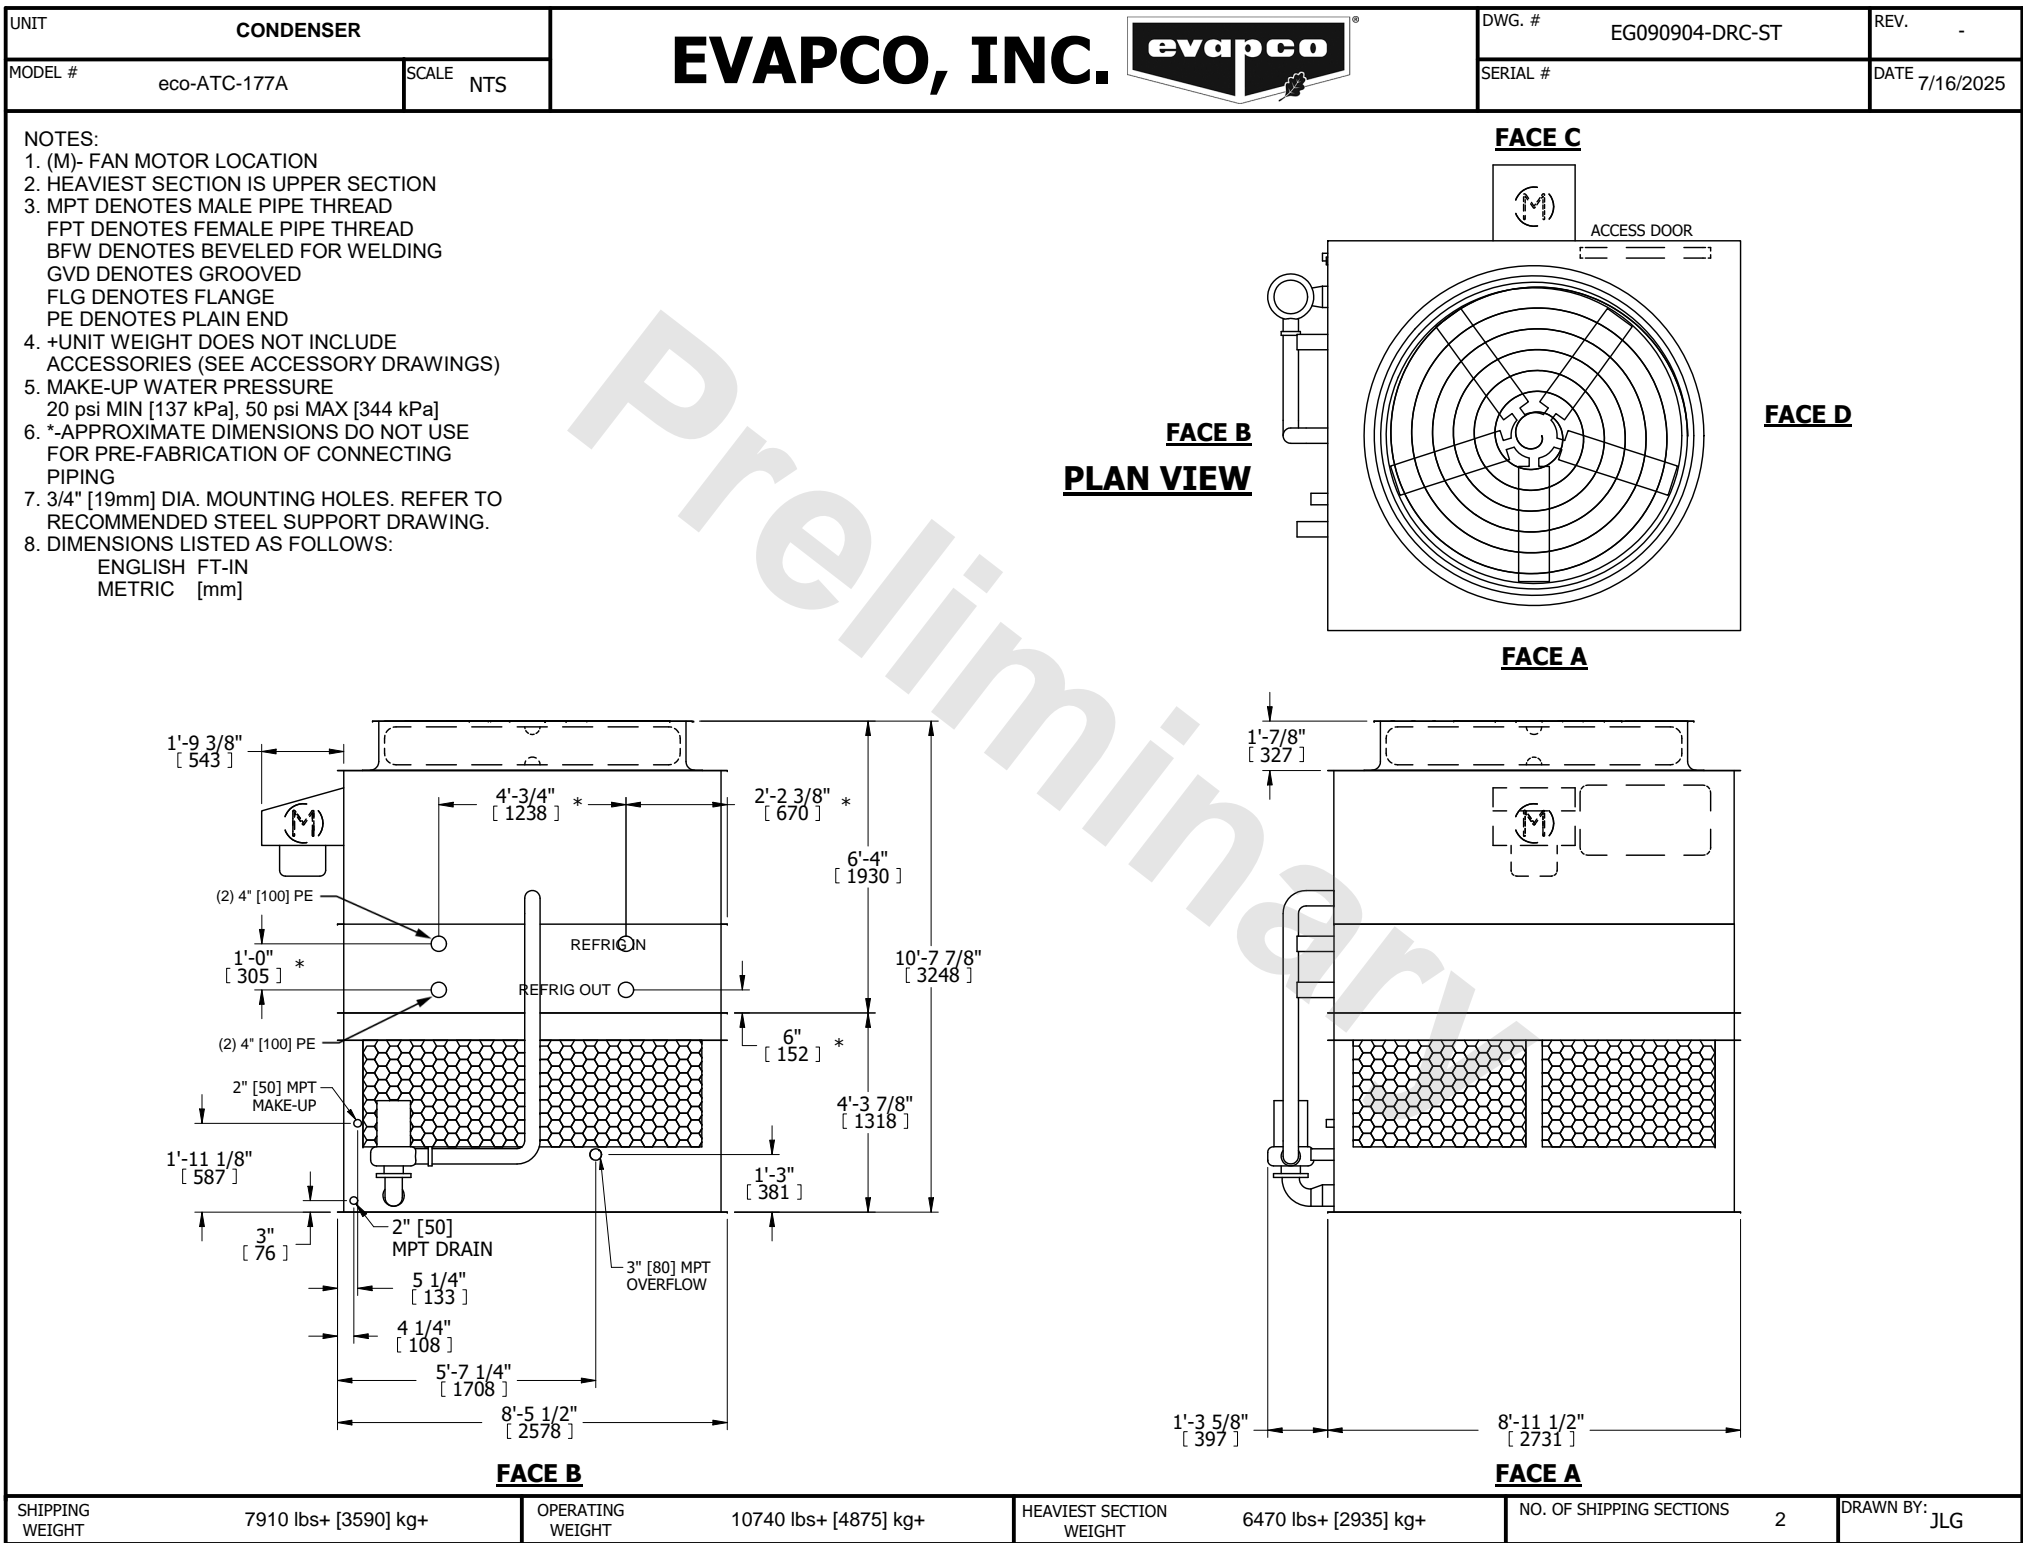 UNIT
CONDENSER
MODEL #
eco-ATC-177A
SCALE
NTS
EVAPCO, INC.
evapco
®
DWG. #
EG090904-DRC-ST
REV.
-
SERIAL #
DATE
7/16/2025
NOTES:
1. (M)- FAN MOTOR LOCATION
2. HEAVIEST SECTION IS UPPER SECTION
3. MPT DENOTES MALE PIPE THREAD
FPT DENOTES FEMALE PIPE THREAD
BFW DENOTES BEVELED FOR WELDING
GVD DENOTES GROOVED
FLG DENOTES FLANGE
PE DENOTES PLAIN END
4. +UNIT WEIGHT DOES NOT INCLUDE
ACCESSORIES (SEE ACCESSORY DRAWINGS)
5. MAKE-UP WATER PRESSURE
20 psi MIN [137 kPa], 50 psi MAX [344 kPa]
6. *-APPROXIMATE DIMENSIONS DO NOT USE
FOR PRE-FABRICATION OF CONNECTING
PIPING
7. 3/4" [19mm] DIA. MOUNTING HOLES. REFER TO
RECOMMENDED STEEL SUPPORT DRAWING.
8. DIMENSIONS LISTED AS FOLLOWS:
ENGLISH FT-IN
METRIC [mm]
Preliminary
FACE C
(M)
ACCESS DOOR
FACE B
FACE D
PLAN VIEW
FACE A
1'-9 3/8"
[ 543 ]
(M)
4'-3/4" *
[ 1238 ]
2'-2 3/8" *
[ 670 ]
6'-4"
[ 1930 ]
(2) 4" [100] PE
REFRIG IN
1'-0" *
[ 305 ]
10'-7 7/8"
[ 3248 ]
REFRIG OUT
(2) 4" [100] PE
6" *
[ 152 ]
2" [50] MPT
MAKE-UP
4'-3 7/8"
[ 1318 ]
1'-11 1/8"
[ 587 ]
1'-3"
[ 381 ]
3"
[ 76 ]
2" [50]
MPT DRAIN
3" [80] MPT
OVERFLOW
5 1/4"
[ 133 ]
4 1/4"
[ 108 ]
5'-7 1/4"
[ 1708 ]
8'-5 1/2"
[ 2578 ]
FACE B
1'-7/8"
[ 327 ]
(M)
1'-3 5/8"
[ 397 ]
8'-11 1/2"
[ 2731 ]
FACE A
SHIPPING
WEIGHT
7910 lbs+ [3590] kg+
OPERATING
WEIGHT
10740 lbs+ [4875] kg+
HEAVIEST SECTION
WEIGHT
6470 lbs+ [2935] kg+
NO. OF SHIPPING SECTIONS
2
DRAWN BY:
JLG